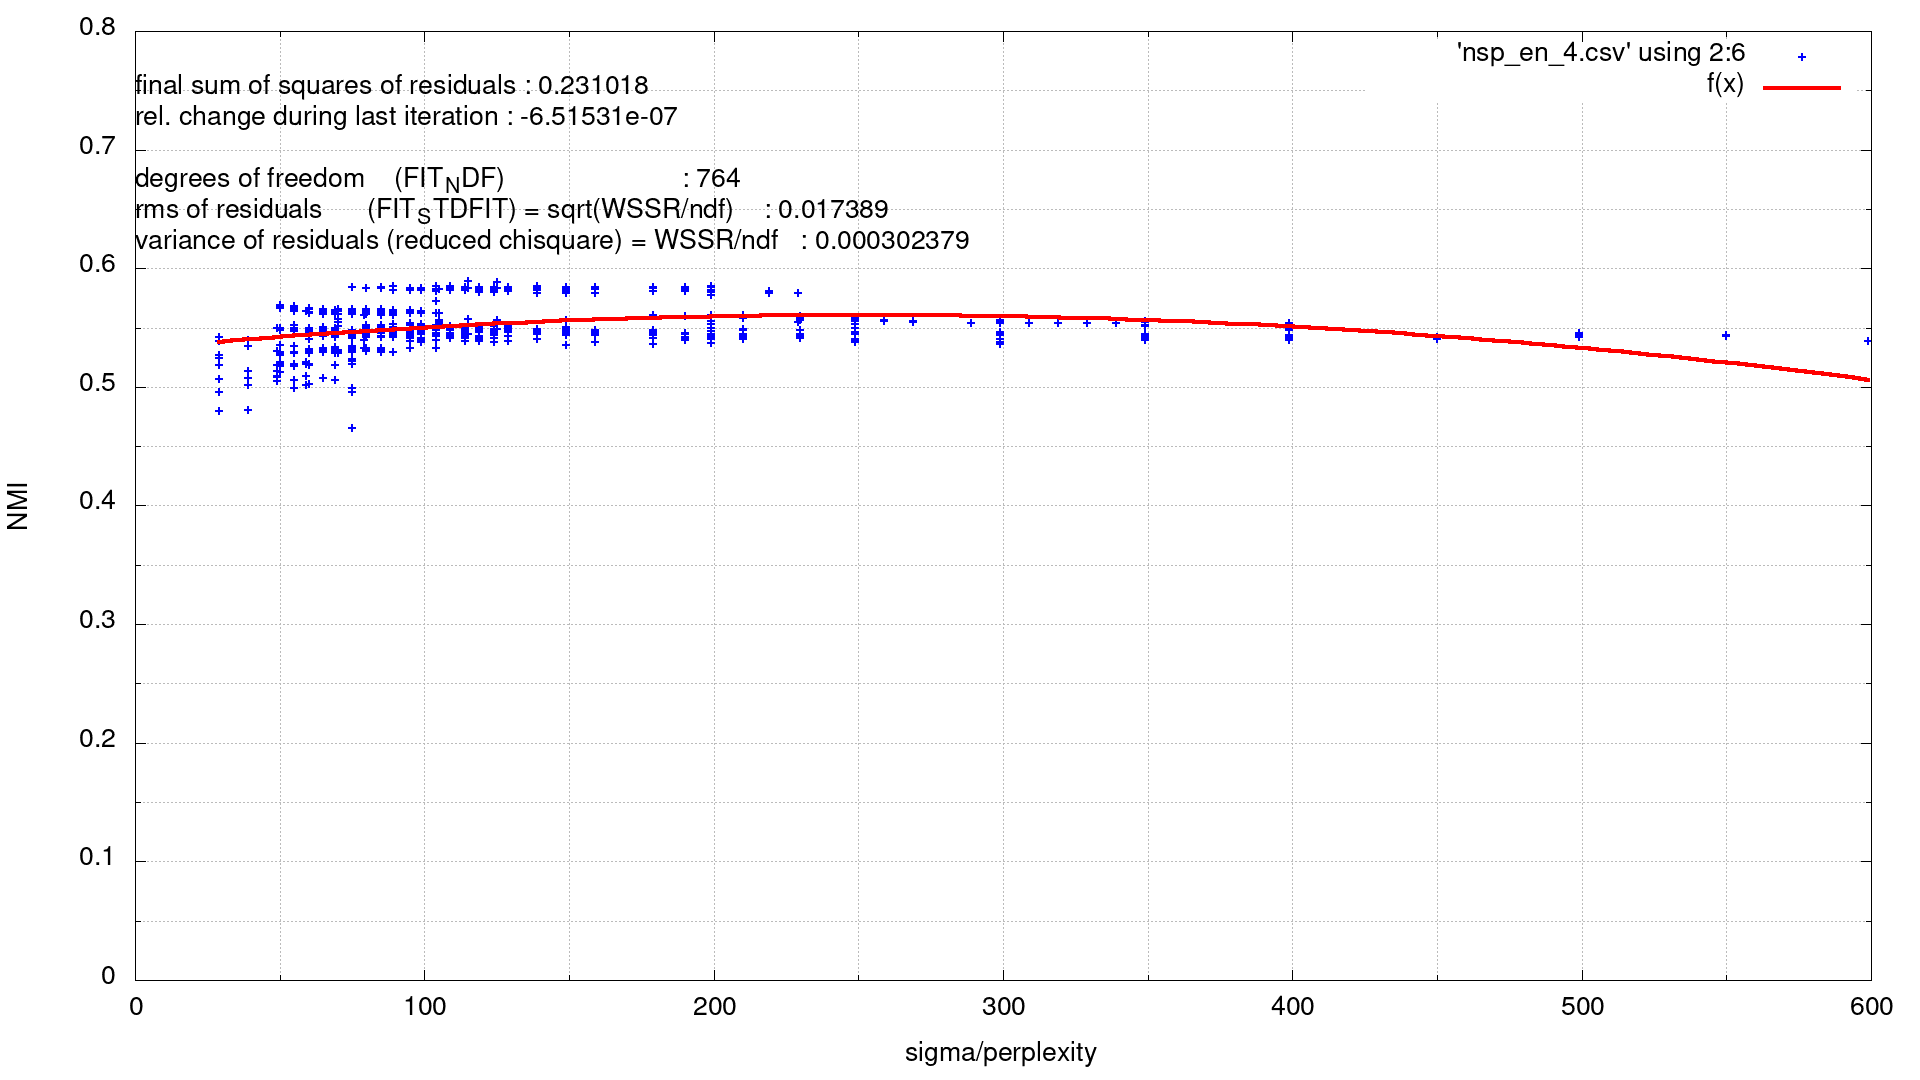 'nsp_en_4.csv' using 2:6
f(x)
final sum of squares of residuals : 0.231018
rel. change during last iteration : -6.51531e-07
degrees of freedom (FIT_NDF) : 764
rms of residuals (FIT_STDFIT) = sqrt(WSSR/ndf) : 0.017389
variance of residuals (reduced chisquare) = WSSR/ndf : 0.000302379
0.8
0.7
0.6
0.5
0.4
0.3
0.2
0.1
0
NMI
0 100 200 300 400 500 600
sigma/perplexity